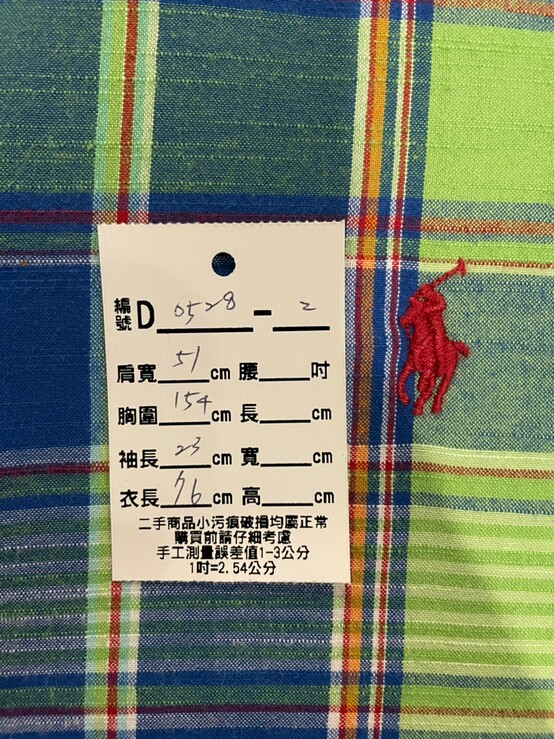 編號 D 0528-2
肩寬 51 cm 腰 吋
胸圍 154 cm 長 cm
袖長 23 cm 寬 cm
衣長 76 cm 高 cm
二手商品小污痕破損均屬正常
購買前請仔細考慮
手工測量誤差值1-3公分
1吋=2.54公分